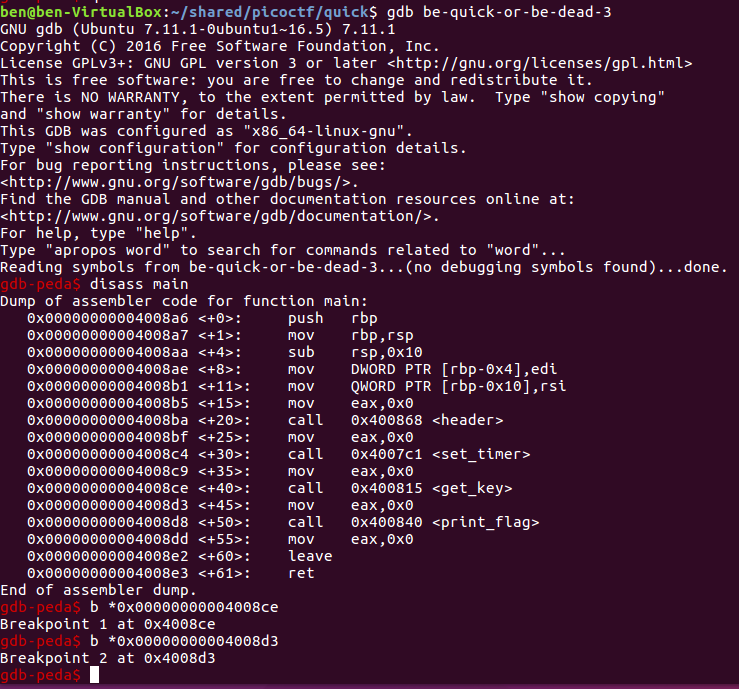 ben@ben-VirtualBox:~/shared/picoctf/quick$ gdb be-quick-or-be-dead-3
GNU gdb (Ubuntu 7.11.1-0ubuntu1~16.5) 7.11.1
Copyright (C) 2016 Free Software Foundation, Inc.
License GPLv3+: GNU GPL version 3 or later <http://gnu.org/licenses/gpl.html>
This is free software: you are free to change and redistribute it.
There is NO WARRANTY, to the extent permitted by law.  Type "show copying"
and "show warranty" for details.
This GDB was configured as "x86_64-linux-gnu".
Type "show configuration" for configuration details.
For bug reporting instructions, please see:
<http://www.gnu.org/software/gdb/bugs/>.
Find the GDB manual and other documentation resources online at:
<http://www.gnu.org/software/gdb/documentation/>.
For help, type "help".
Type "apropos word" to search for commands related to "word"...
Reading symbols from be-quick-or-be-dead-3...(no debugging symbols found)...done.
gdb-peda$ disass main
Dump of assembler code for function main:
   0x00000000004008a6 <+0>:     push   rbp
   0x00000000004008a7 <+1>:     mov    rbp,rsp
   0x00000000004008aa <+4>:     sub    rsp,0x10
   0x00000000004008ae <+8>:     mov    DWORD PTR [rbp-0x4],edi
   0x00000000004008b1 <+11>:    mov    QWORD PTR [rbp-0x10],rsi
   0x00000000004008b5 <+15>:    mov    eax,0x0
   0x00000000004008ba <+20>:    call   0x400868 <header>
   0x00000000004008bf <+25>:    mov    eax,0x0
   0x00000000004008c4 <+30>:    call   0x4007c1 <set_timer>
   0x00000000004008c9 <+35>:    mov    eax,0x0
   0x00000000004008ce <+40>:    call   0x400815 <get_key>
   0x00000000004008d3 <+45>:    mov    eax,0x0
   0x00000000004008d8 <+50>:    call   0x400840 <print_flag>
   0x00000000004008dd <+55>:    mov    eax,0x0
   0x00000000004008e2 <+60>:    leave
   0x00000000004008e3 <+61>:    ret
End of assembler dump.
gdb-peda$ b *0x00000000004008ce
Breakpoint 1 at 0x4008ce
gdb-peda$ b *0x00000000004008d3
Breakpoint 2 at 0x4008d3
gdb-peda$